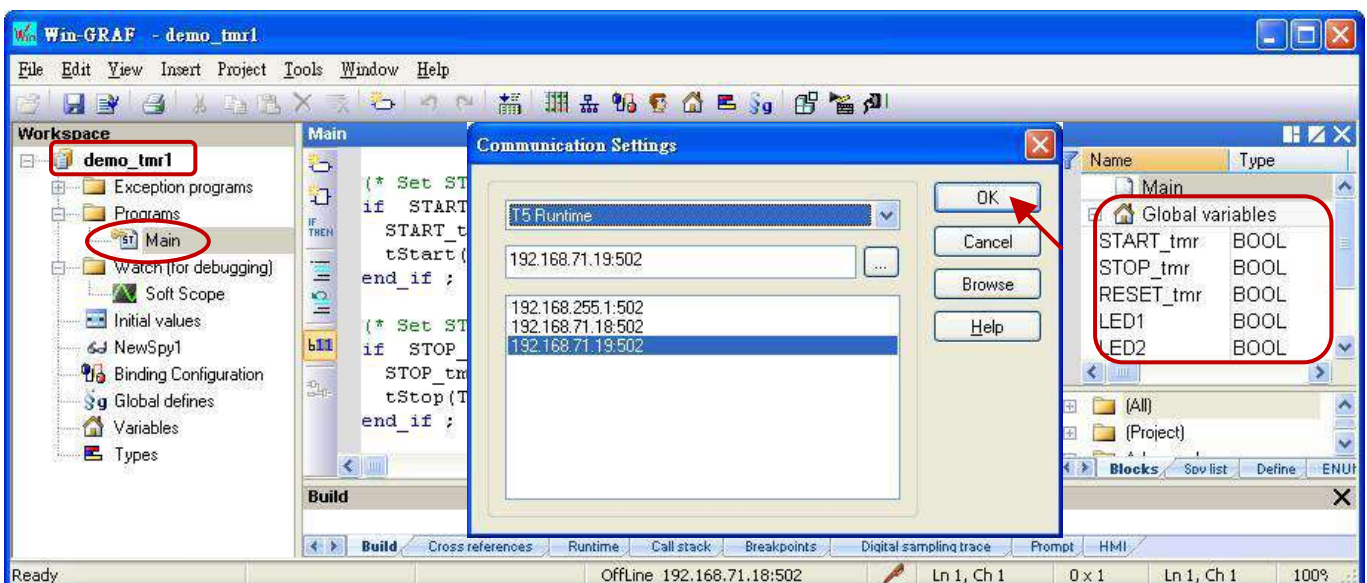 Win-GRAF - demo_tmr1
File Edit View Insert Project Tools Window Help
Workspace
demo_tmr1
Exception programs
Programs
Main
Watch (for debugging)
Soft Scope
Initial values
NewSpy1
Binding Configuration
Global defines
Variables
Types
Main
IF
THEN
(* Set ST
if START
START_t
tStart(
end_if ;
(* Set ST
if STOP_
STOP_tm
tStop(T
end_if ;
Communication Settings
T5 Runtime
192.168.71.19:502
...
192.168.255.1:502
192.168.71.18:502
192.168.71.19:502
OK
Cancel
Browse
Help
Name Type
Main
Global variables
START_tmr BOOL
STOP_tmr BOOL
RESET_tmr BOOL
LED1 BOOL
LED2 BOOL
(All)
(Project)
Blocks Spy list Define ENUM
Build
Build Cross references Runtime Call stack Breakpoints Digital sampling trace Prompt HMI
Ready OffLine 192.168.71.18:502 Ln 1, Ch 1 0 x 1 Ln 1, Ch 1 100%